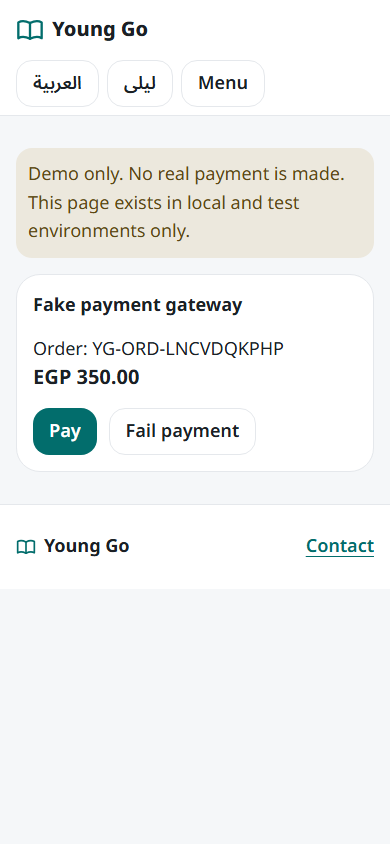 Young Go
العربية
ليلى
Menu
Demo only. No real payment is made.
This page exists in local and test
environments only.
Fake payment gateway
Order: YG-ORD-LNCVDQKPHP
EGP 350.00
Pay
Fail payment
Young Go
Contact